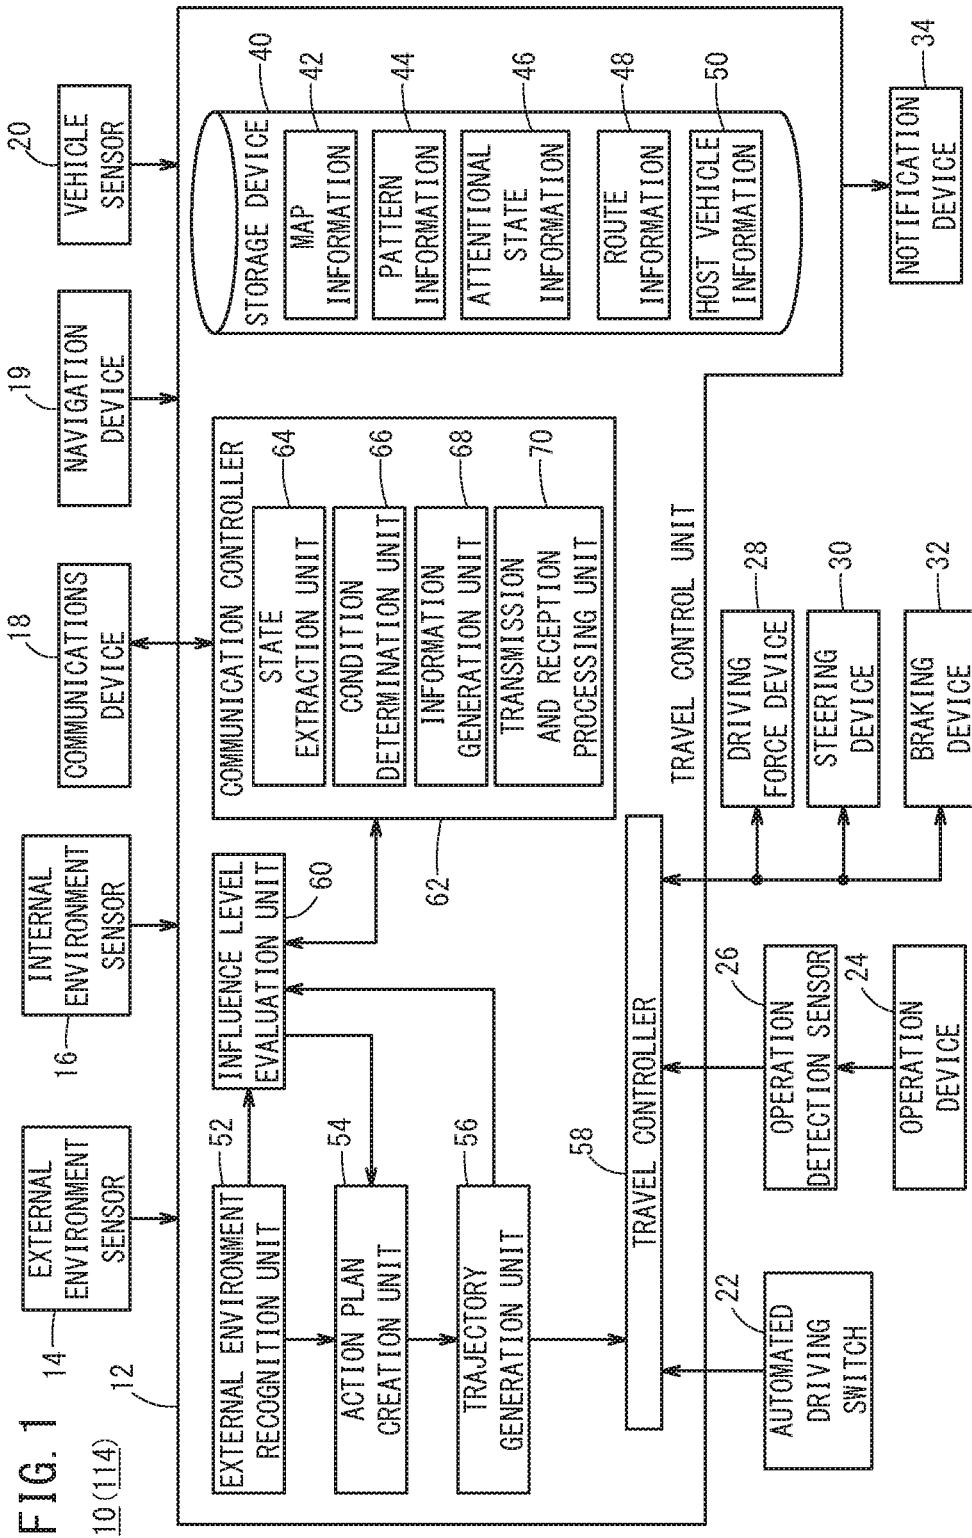 FIG. 1
10(114)
14
EXTERNAL
ENVIRONMENT
SENSOR
16
INTERNAL
ENVIRONMENT
SENSOR
18
COMMUNICATIONS
DEVICE
19
NAVIGATION
DEVICE
20
VEHICLE
SENSOR
12
52
EXTERNAL ENVIRONMENT
RECOGNITION UNIT
54
ACTION PLAN
CREATION UNIT
56
TRAJECTORY
GENERATION UNIT
INFLUENCE LEVEL
EVALUATION UNIT
60
62
COMMUNICATION CONTROLLER
64
STATE
EXTRACTION UNIT
66
CONDITION
DETERMINATION UNIT
68
INFORMATION
GENERATION UNIT
70
TRANSMISSION
AND RECEPTION
PROCESSING UNIT
STORAGE DEVICE
40
MAP
INFORMATION
42
PATTERN
INFORMATION
44
ATTENTIONAL
STATE
INFORMATION
46
ROUTE
INFORMATION
48
HOST VEHICLE
INFORMATION
50
58
TRAVEL CONTROLLER
TRAVEL CONTROL UNIT
22
AUTOMATED
DRIVING
SWITCH
26
OPERATION
DETECTION SENSOR
24
OPERATION
DEVICE
28
DRIVING
FORCE DEVICE
30
STEERING
DEVICE
32
BRAKING
DEVICE
34
NOTIFICATION
DEVICE